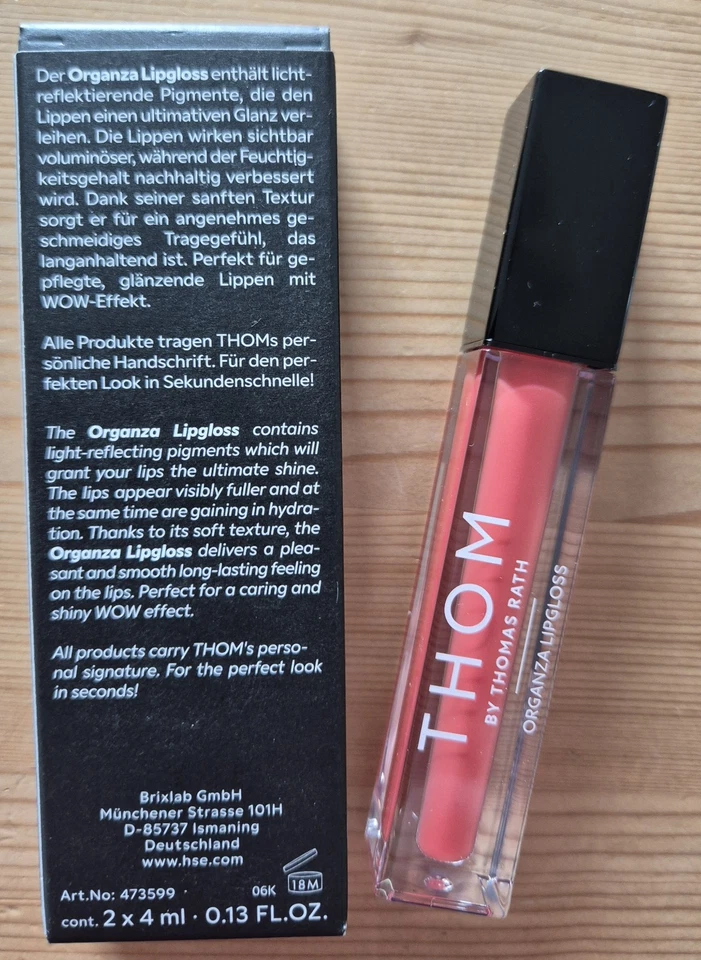 Der Organza Lipgloss enthält licht-
reflektierende Pigmente, die den
Lippen einen ultimativen Glanz ver-
leihen. Die Lippen wirken sichtbar
voluminöser, während der Feuchtig-
keitsgehalt nachhaltig verbessert
wird. Dank seiner sanften Textur
sorgt er für ein angenehmes ge-
schmeidiges Tragegefühl, das
langanhaltend ist. Perfekt für ge-
pflegte, glänzende Lippen mit
WOW-Effekt.
Alle Produkte tragen THOMs per-
sönliche Handschrift. Für den per-
fekten Look in Sekundenschnelle!
The Organza Lipgloss contains
light-reflecting pigments which will
grant your lips the ultimate shine.
The lips appear visibly fuller and at
the same time are gaining in hydra-
tion. Thanks to its soft texture, the
Organza Lipgloss delivers a plea-
sant and smooth long-lasting feeling
on the lips. Perfect for a caring and
shiny WOW effect.
All products carry THOM's perso-
nal signature. For the perfect look
in seconds!
Brixlab GmbH
Münchener Strasse 101H
D-85737 Ismaning
Deutschland
www.hse.com
Art.No: 473599 · 06K 18M
cont. 2 x 4 ml · 0.13 FL.OZ.
THOM
BY THOMAS RATH
ORGANZA LIPGLOSS